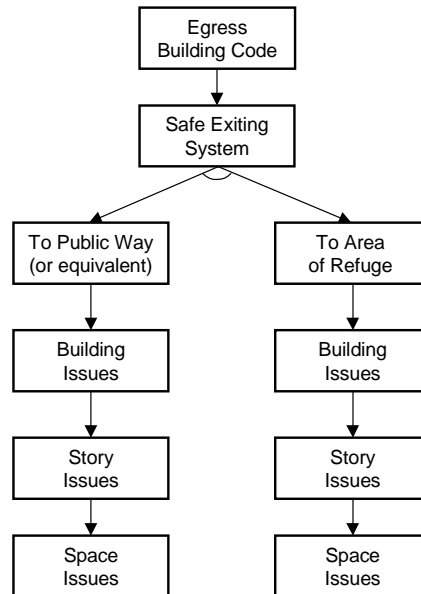 Egress
Building Code
Safe Exiting
System
To Public Way
(or equivalent)
To Area
of Refuge
Building
Issues
Building
Issues
Story
Issues
Story
Issues
Space
Issues
Space
Issues